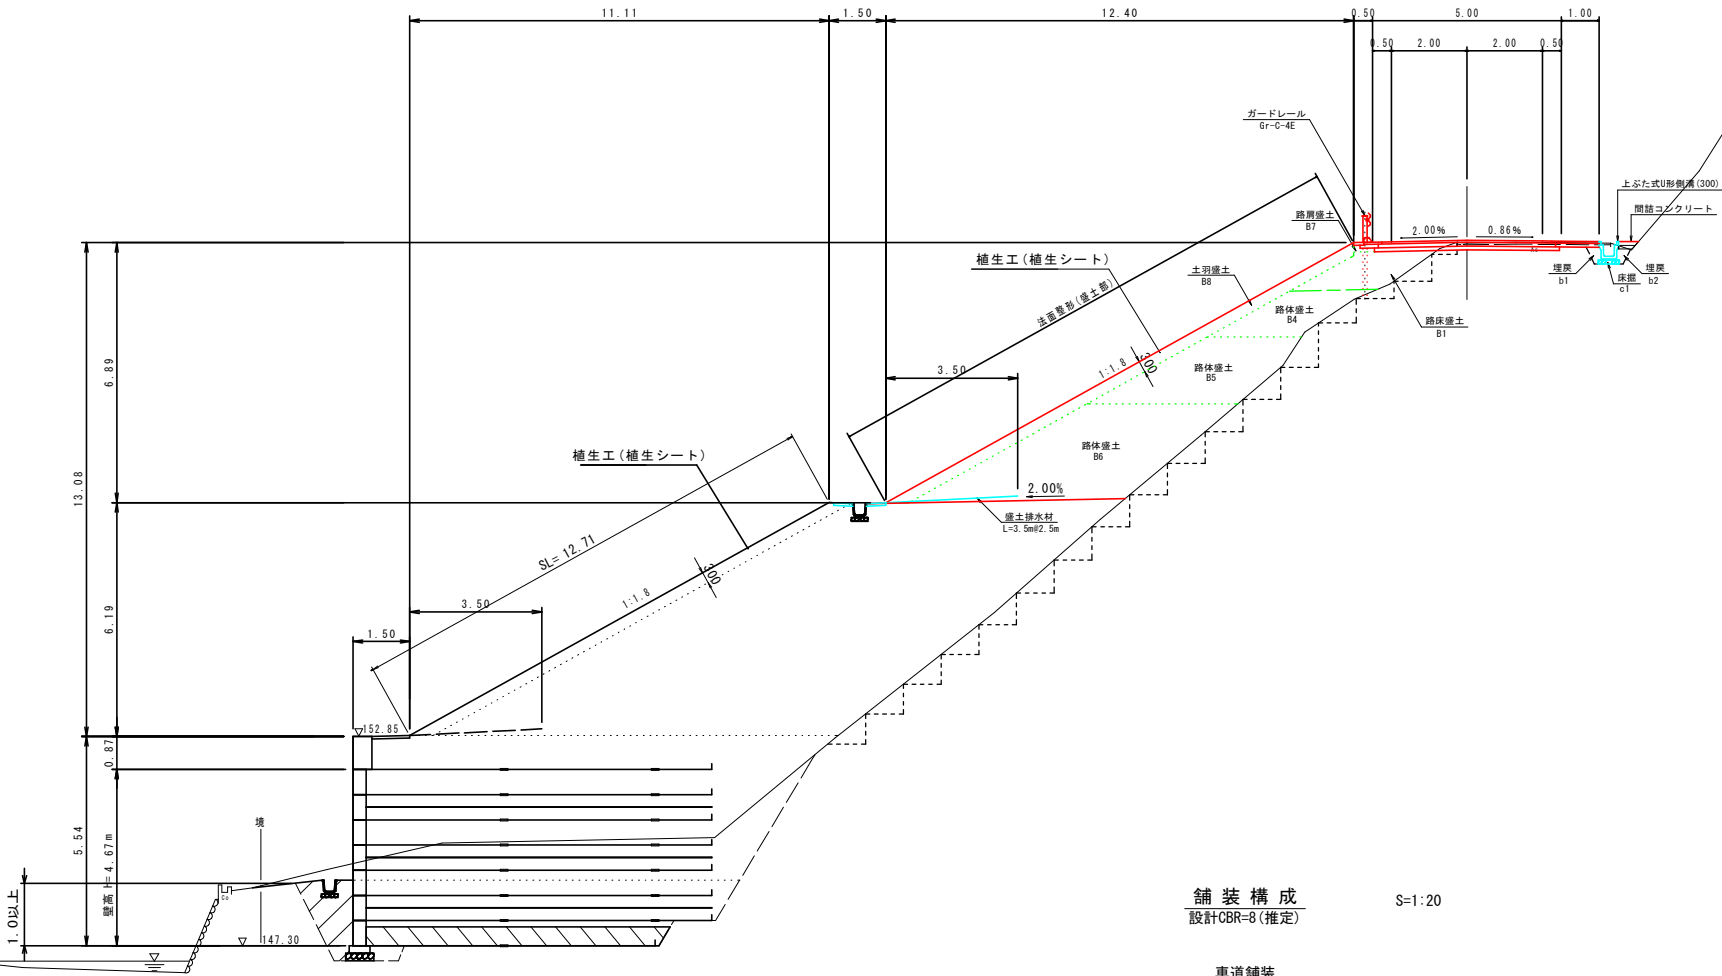 11.11
1.50
12.40
0.50
5.00
1.00
0.50
2.00
2.00
0.50
ガードレール
Gr-C-4E
上ぶた式U形側溝(300)
間詰コンクリート
路肩盛土
B7
2.00%
0.86%
植生工(植生シート)
土羽盛土
B8
埋戻
b1
床掘
c1
埋戻
b2
法面整形(盛土部)
路体盛土
B4
路床盛土
B1
6.89
3.50
1:1.8
300
路体盛土
B5
路体盛土
B6
植生工(植生シート)
13.08
2.00%
盛土排水材
L=3.5m@2.5m
SL=12.71
300
1:1.8
3.50
6.19
1.50
152.85
0.87
境
5.54
壁高 H=4.67m
Co
1.0以上
147.30
舗装構成
S=1:20
設計CBR=8(推定)
車道舗装